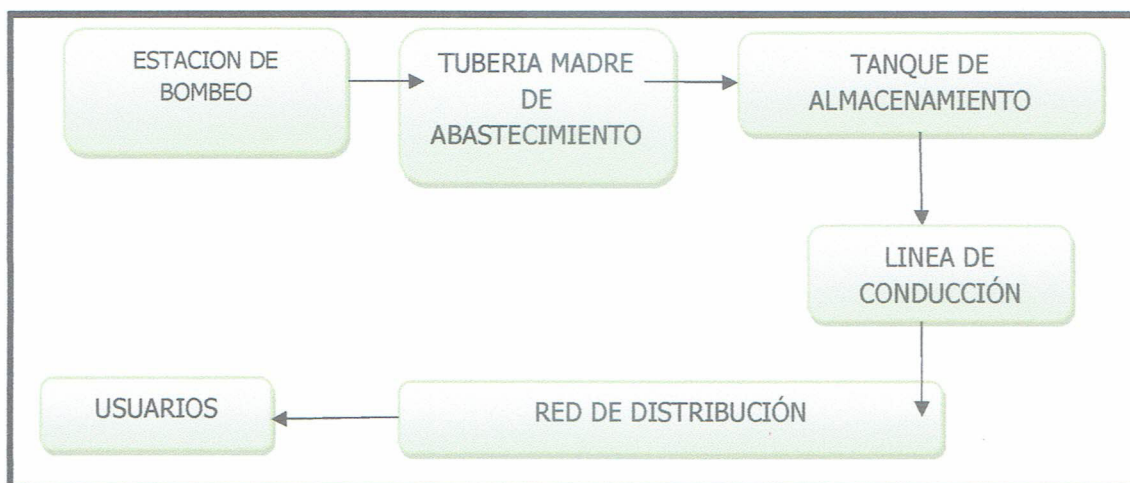 ESTACION DE
BOMBEO
TUBERIA MADRE
DE
ABASTECIMIENTO
TANQUE DE
ALMACENAMIENTO
LINEA DE
CONDUCCIÓN
RED DE DISTRIBUCIÓN
USUARIOS